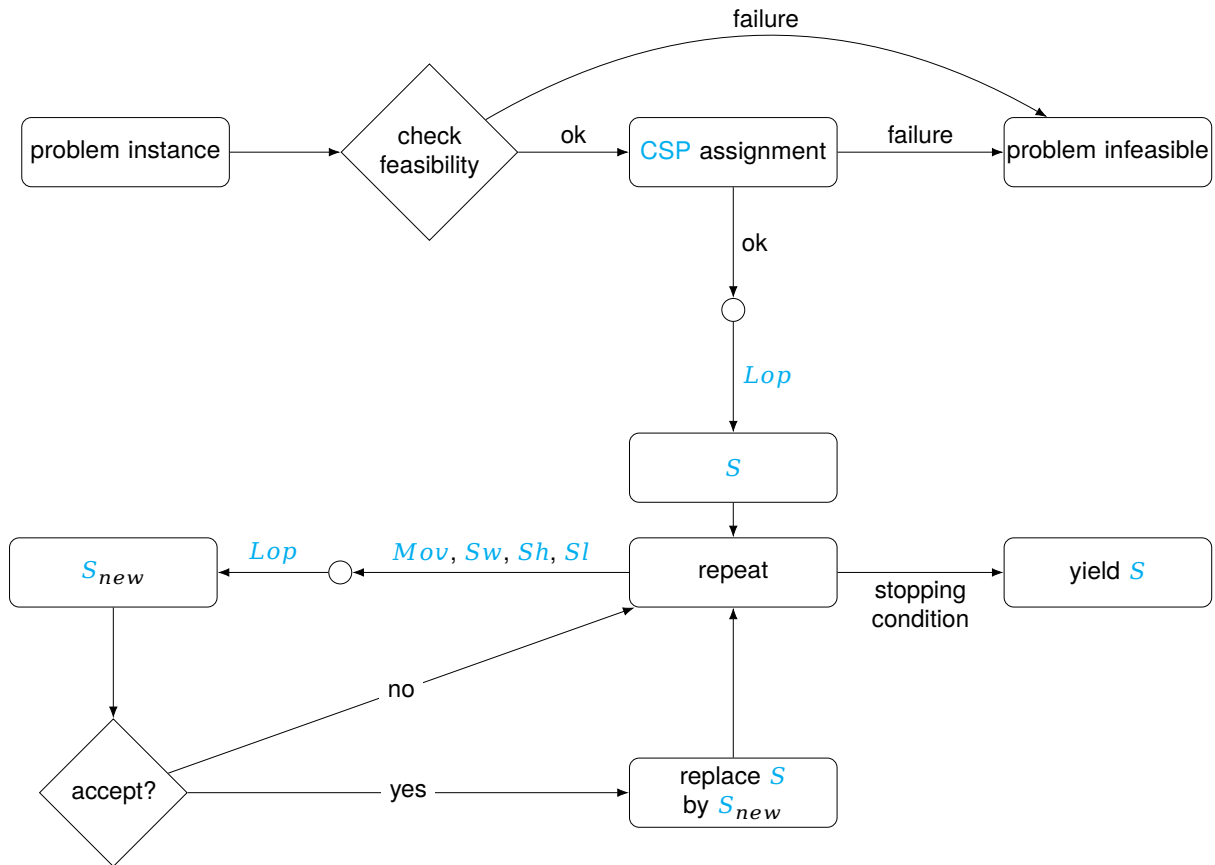 failure
problem instance
check
feasibility
ok
CSP assignment
failure
problem infeasible
ok
Lop
S
S_new
Lop
Mov, Sw, Sh, Sl
repeat
stopping
condition
yield S
no
accept?
yes
replace S
by S_new